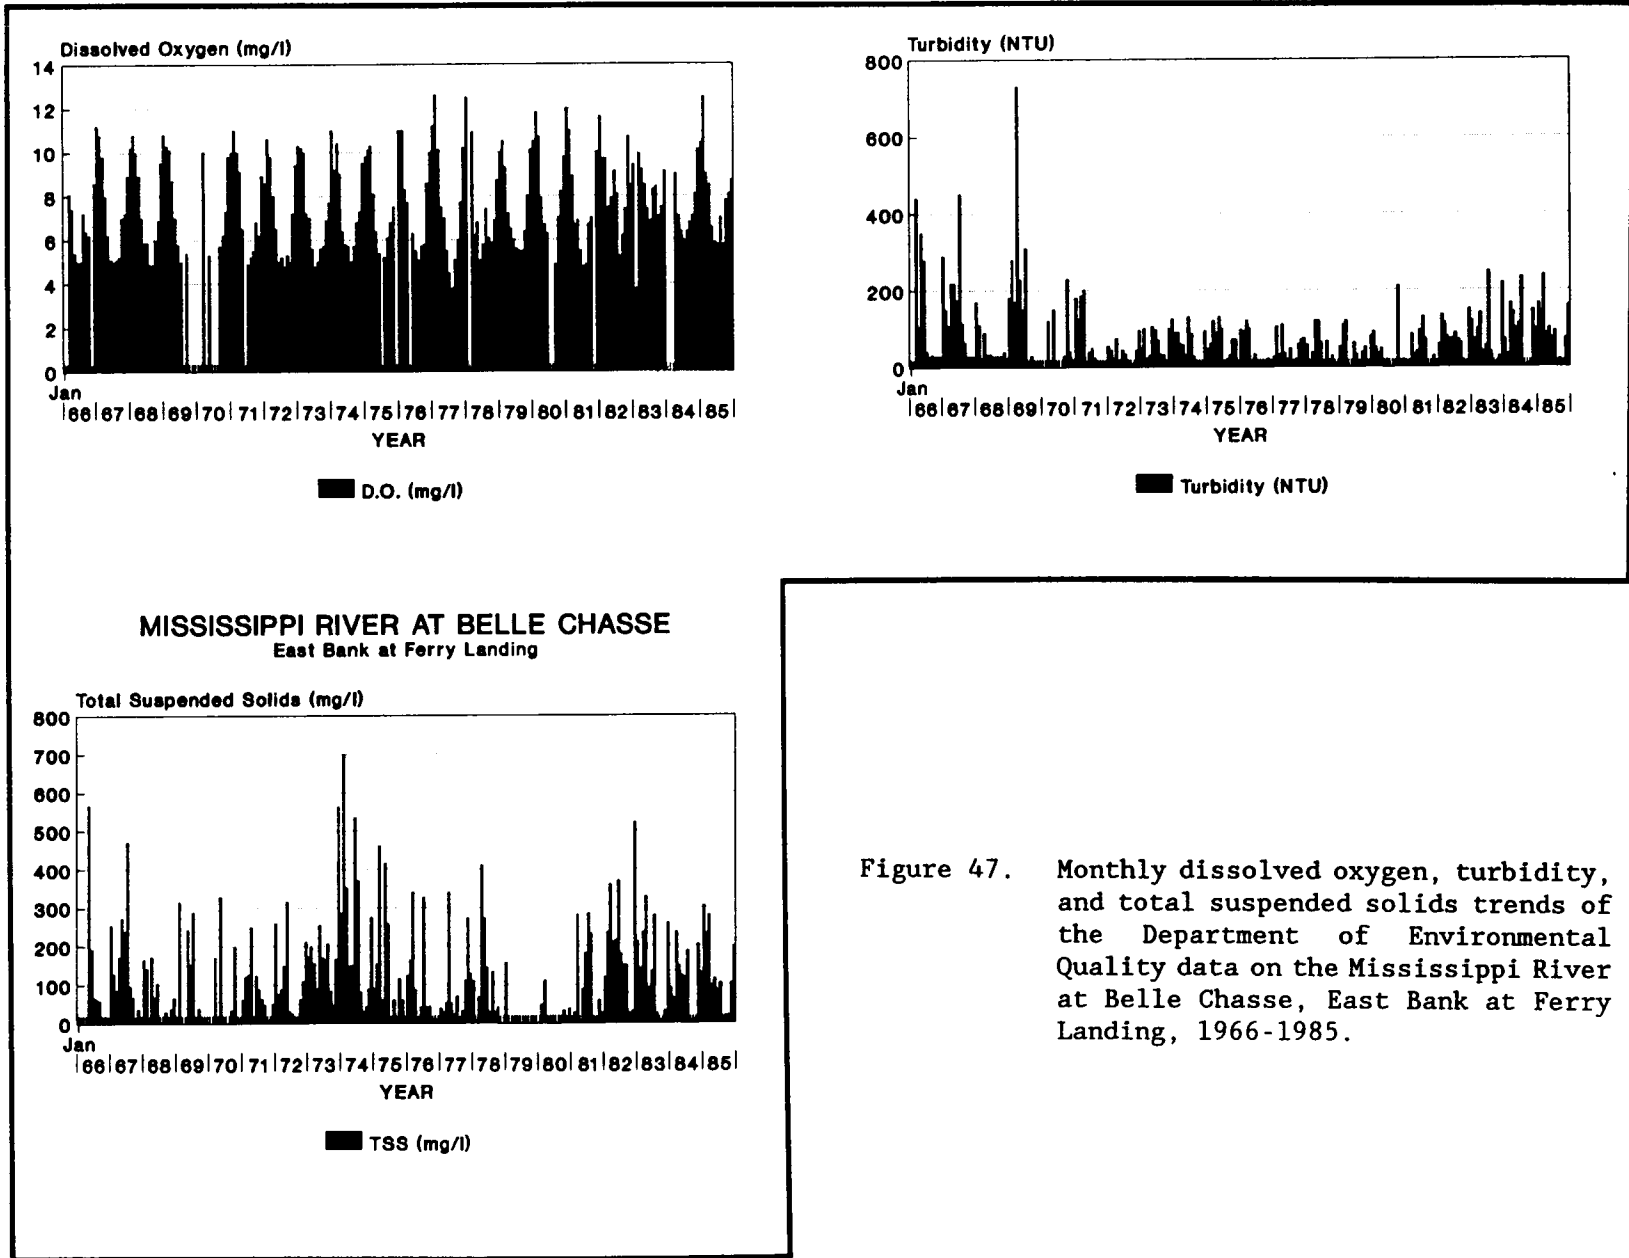 Dissolved Oxygen (mg/l)
14
12
10
8
6
4
2
0
Jan
|66|67|68|69|70|71|72|73|74|75|76|77|78|79|80|81|82|83|84|85|
YEAR
D.O. (mg/l)
Turbidity (NTU)
800
600
400
200
0
Jan
|66|67|68|69|70|71|72|73|74|75|76|77|78|79|80|81|82|83|84|85|
YEAR
Turbidity (NTU)
MISSISSIPPI RIVER AT BELLE CHASSE
East Bank at Ferry Landing
Total Suspended Solids (mg/l)
800
700
600
500
400
300
200
100
0
Jan
|66|67|68|69|70|71|72|73|74|75|76|77|78|79|80|81|82|83|84|85|
YEAR
TSS (mg/l)
Figure 47. Monthly dissolved oxygen, turbidity,
and total suspended solids trends of
the Department of Environmental
Quality data on the Mississippi River
at Belle Chasse, East Bank at Ferry
Landing, 1966-1985.